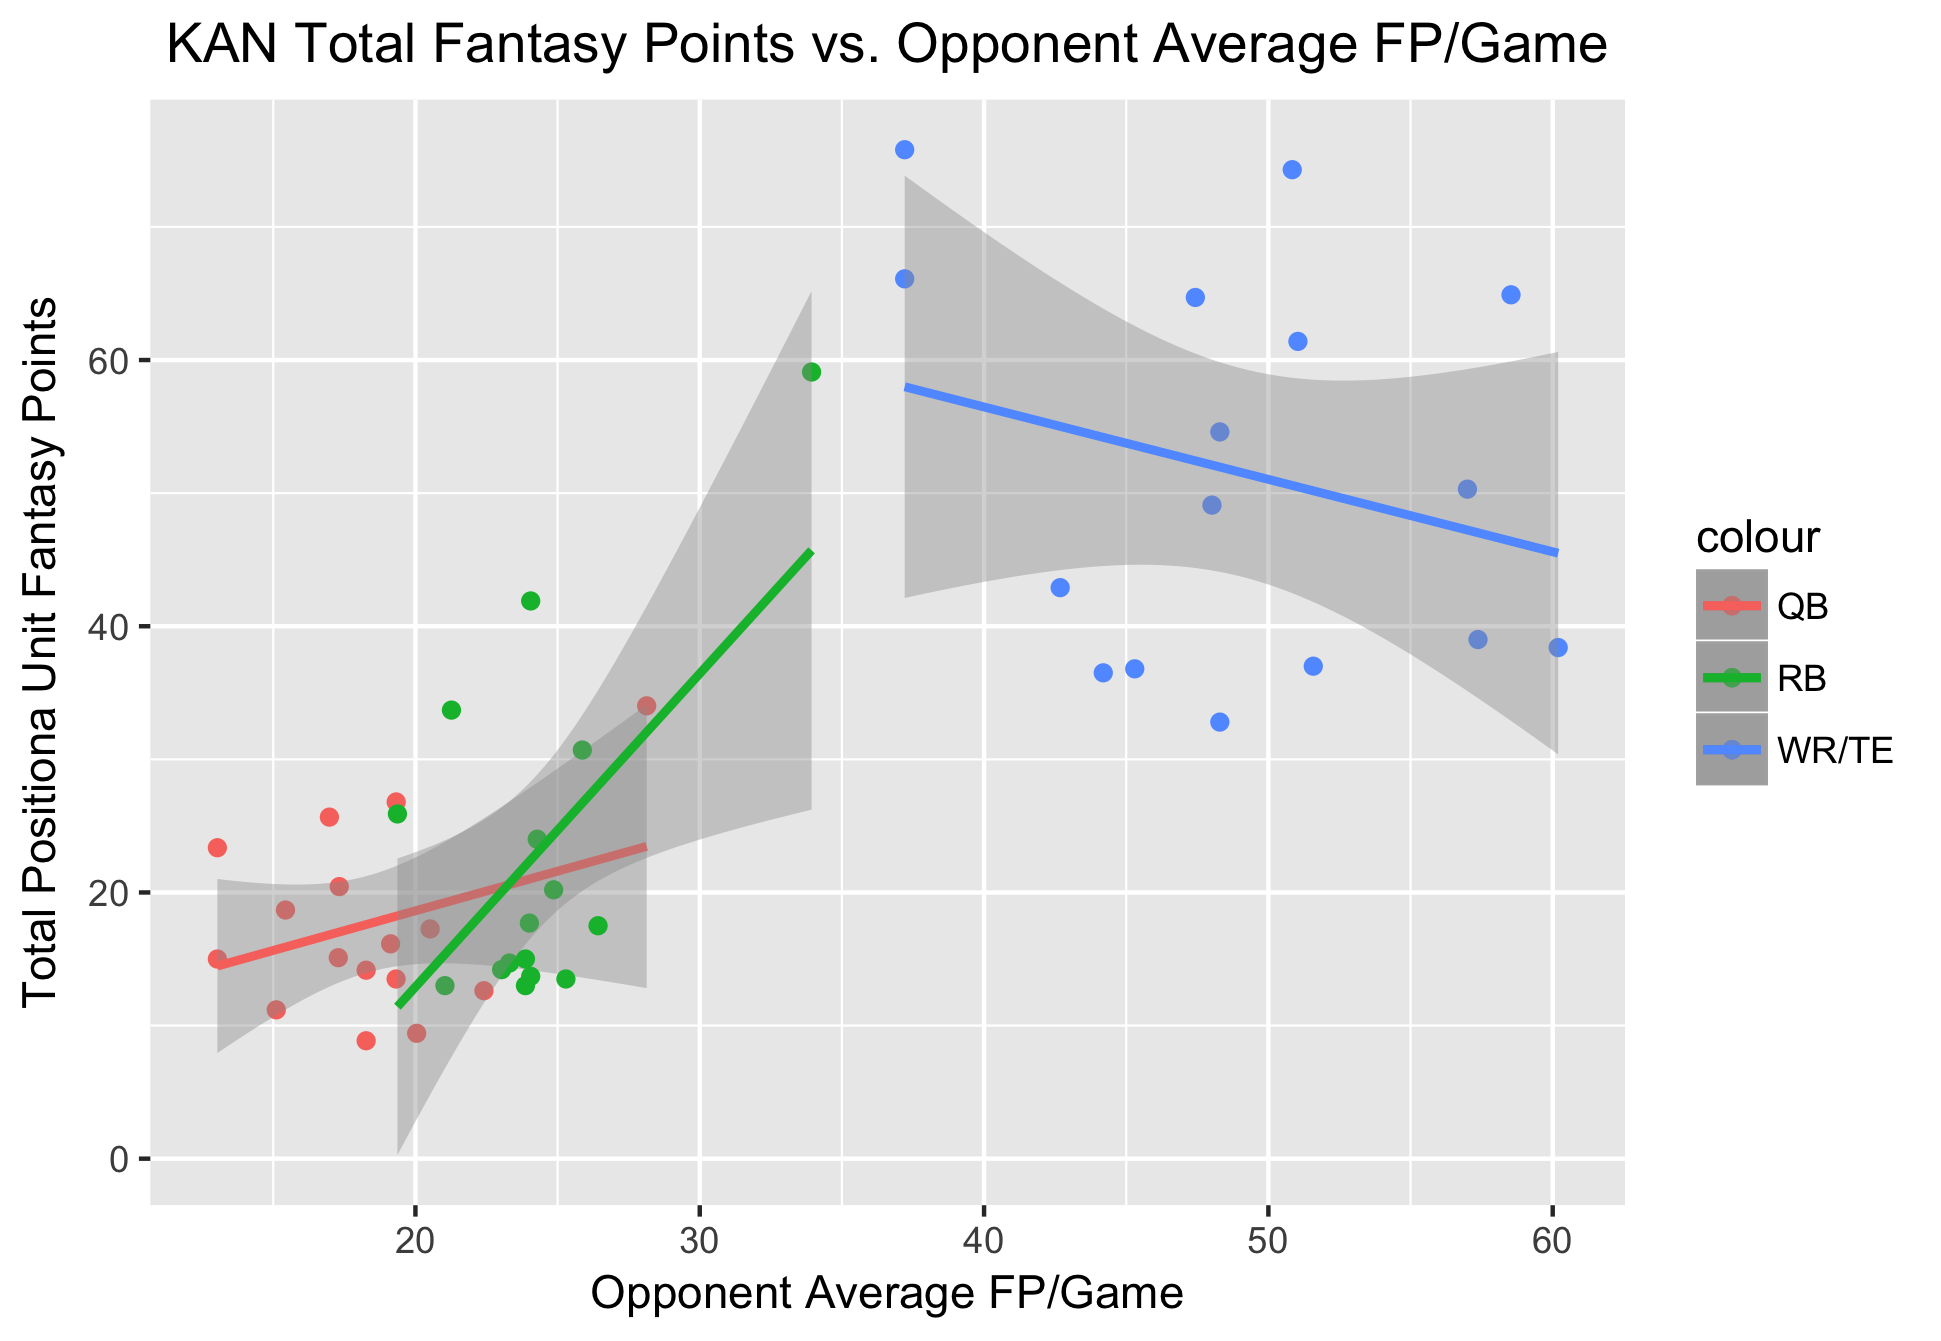 KAN Total Fantasy Points vs. Opponent Average FP/Game
Total Positiona Unit Fantasy Points
60
40
20
0
20
30
40
50
60
Opponent Average FP/Game
colour
QB
RB
WR/TE